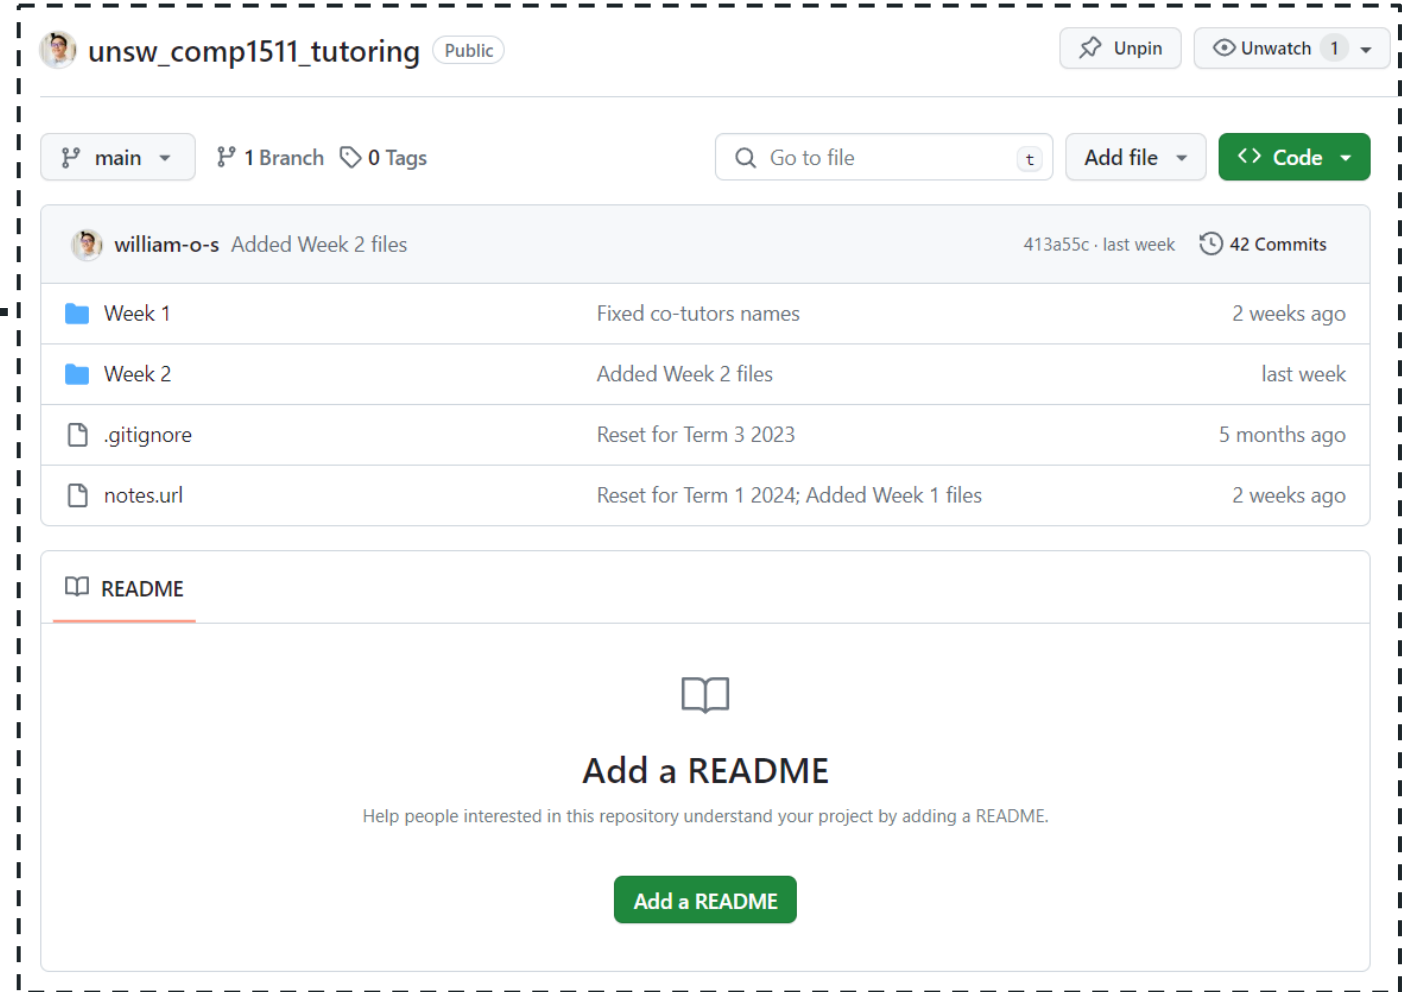 unsw_comp1511_tutoring Public Unpin Unwatch 1
main 1 Branch 0 Tags Go to file t Add file Code
william-o-s Added Week 2 files 413a55c · last week 42 Commits
Week 1 Fixed co-tutors names 2 weeks ago
Week 2 Added Week 2 files last week
.gitignore Reset for Term 3 2023 5 months ago
notes.url Reset for Term 1 2024; Added Week 1 files 2 weeks ago
README
Add a README
Help people interested in this repository understand your project by adding a README.
Add a README